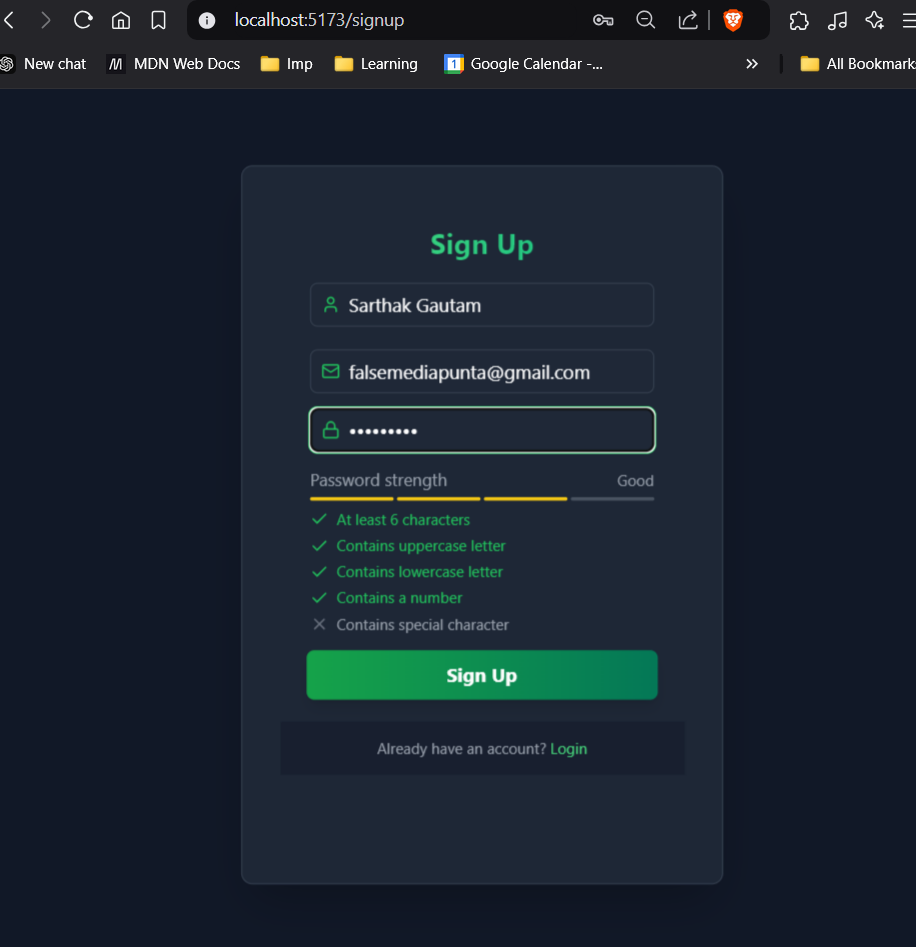 localhost:5173/signup
New chat MDN Web Docs Imp Learning 1 Google Calendar -... All Bookmark
Sign Up
Sarthak Gautam
falsemediapunta@gmail.com
•••••••••
Password strength Good
At least 6 characters
Contains uppercase letter
Contains lowercase letter
Contains a number
Contains special character
Sign Up
Already have an account? Login